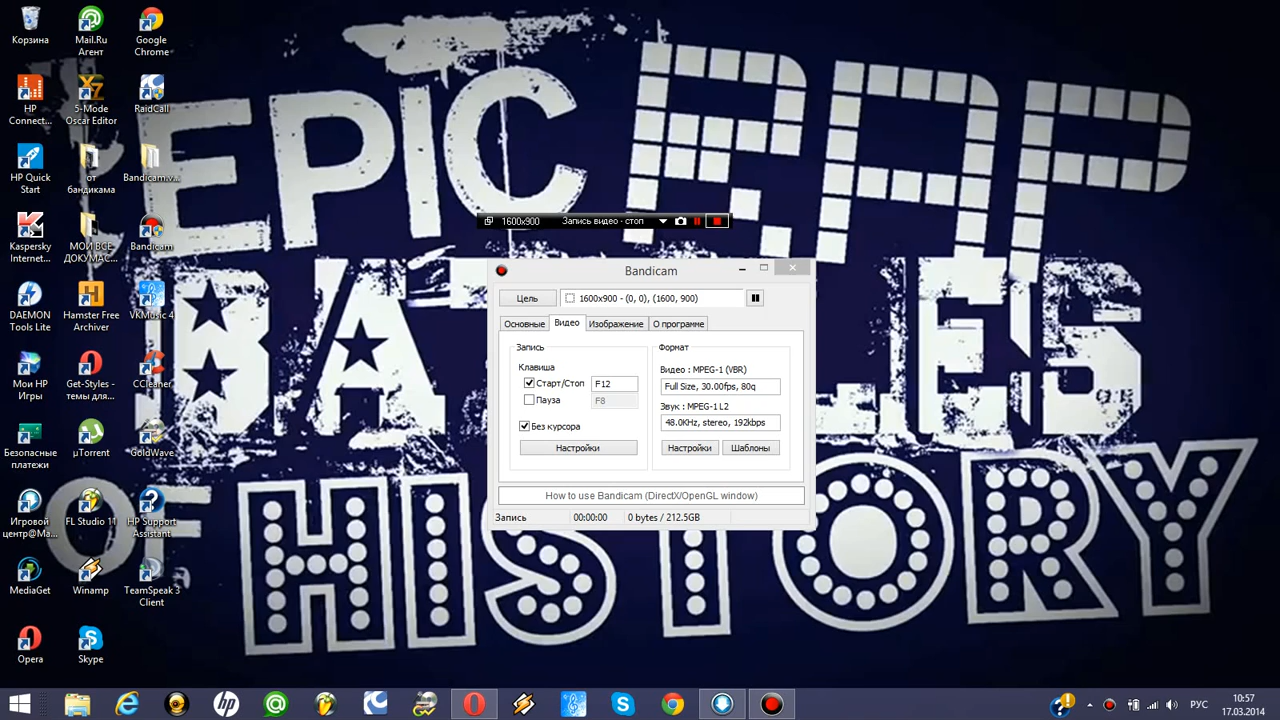 Корзина
Mail.Ru
Агент
Google
Chrome
HP
Connect...
5-Mode
Oscar Editor
RaidCall
HP Quick
Start
от
бандикама
Bandicam.v...
Kaspersky
Internet...
МОИ ВСЕ
ДОКУМАС...
Bandicam
DAEMON
Tools Lite
Hamster Free
Archiver
VKMusic 4
Мои HP
Игры
Get-Styles -
темы для...
CCleaner
Безопасные
платежи
µTorrent
GoldWave
Игровой
центр@Ma...
FL Studio 11
HP Support
Assistant
MediaGet
Winamp
TeamSpeak 3
Client
Opera
Skype
EPIC RAP
BATTLES
OF HISTORY
1600x900 Запись видео - стоп
Bandicam
Цель 1600x900 - (0, 0), (1600, 900)
Основные Видео Изображение О программе
Запись
Клавиша
Старт/Стоп F12
Пауза F8
Без курсора
Настройки
Формат
Видео : MPEG-1 (VBR)
Full Size, 30.00fps, 80q
Звук : MPEG-1 L2
48.0KHz, stereo, 192kbps
Настройки Шаблоны
How to use Bandicam (DirectX/OpenGL window)
Запись 00:00:00 0 bytes / 212.5GB
РУС
10:57
17.03.2014